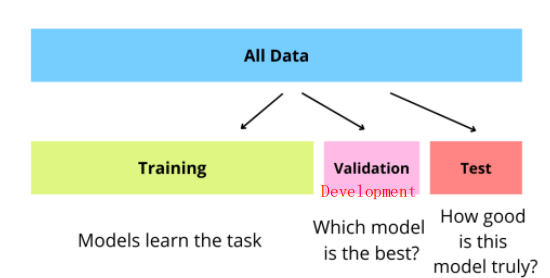 All Data
Training
Validation
Test
Development
Models learn the task
Which model
is the best?
How good
is this
model truly?